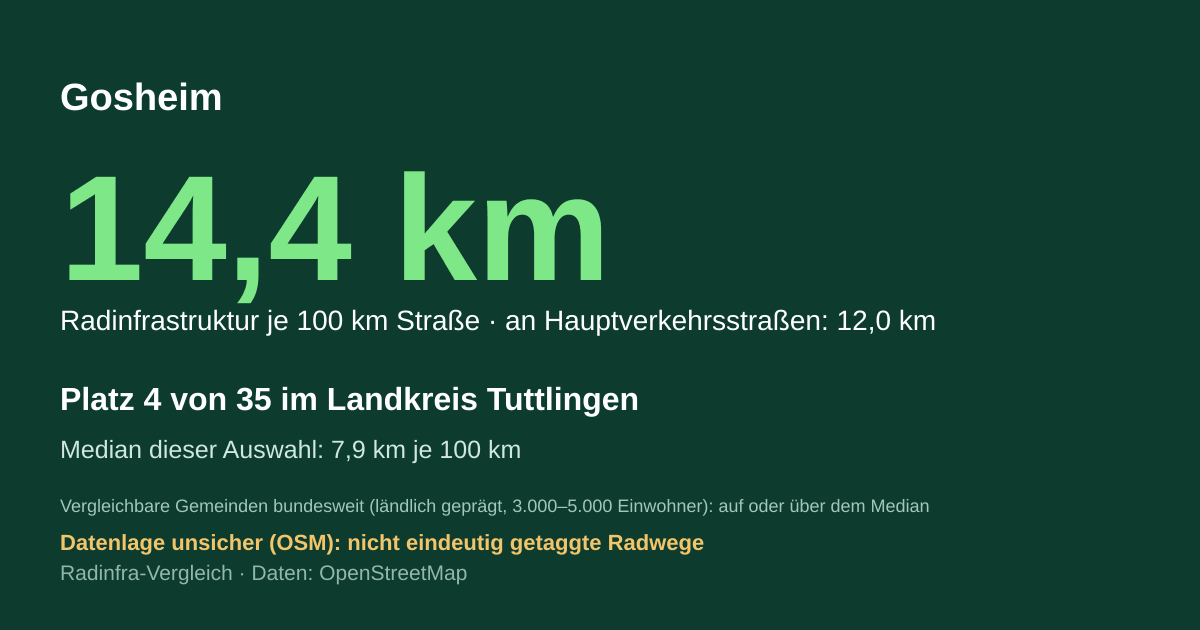 Gosheim
14,4 km
Radinfrastruktur je 100 km Straße · an Hauptverkehrsstraßen: 12,0 km
Platz 4 von 35 im Landkreis Tuttlingen
Median dieser Auswahl: 7,9 km je 100 km
Vergleichbare Gemeinden bundesweit (ländlich geprägt, 3.000–5.000 Einwohner): auf oder über dem Median
Datenlage unsicher (OSM): nicht eindeutig getaggte Radwege
Radinfra-Vergleich · Daten: OpenStreetMap